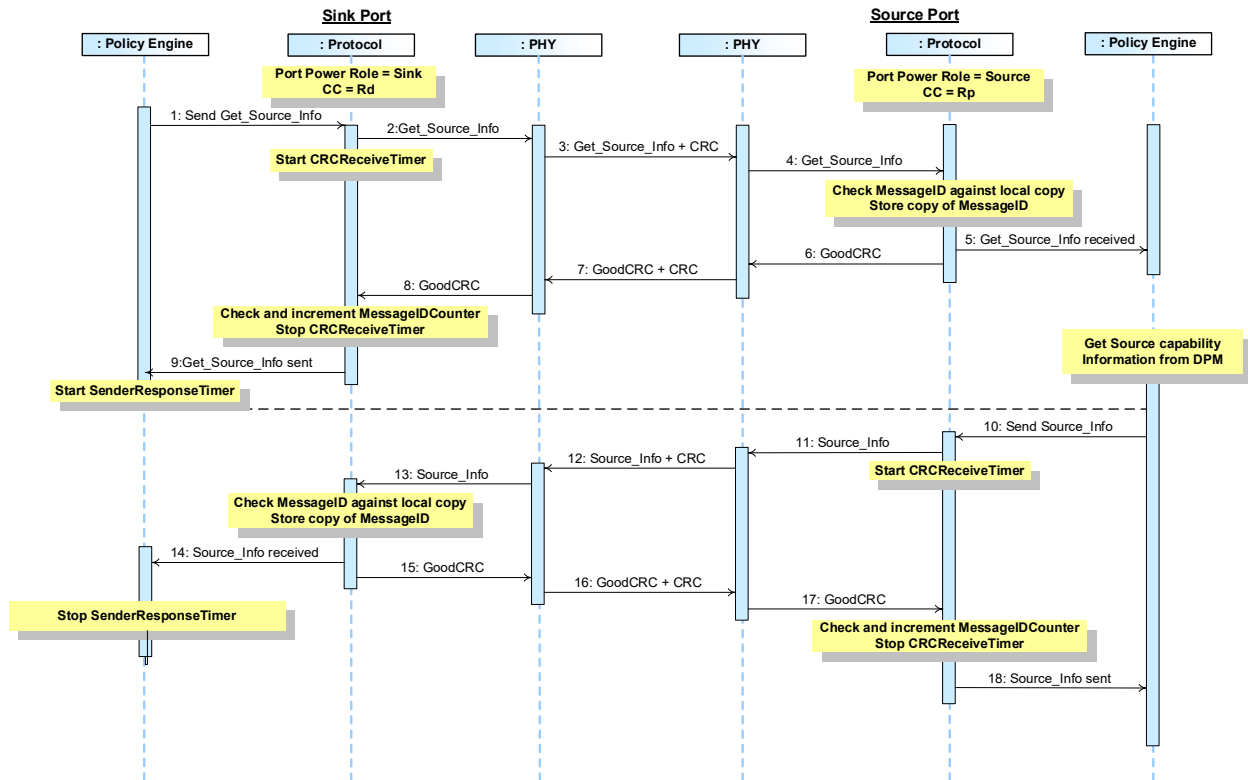 Sink Port
Source Port
: Policy Engine
: Protocol
: PHY
: PHY
: Protocol
: Policy Engine
Port Power Role = Sink
CC = Rd
Port Power Role = Source
CC = Rp
1: Send Get_Source_Info
2:Get_Source_Info
Start CRCReceiveTimer
3: Get_Source_Info + CRC
4: Get_Source_Info
Check MessageID against local copy
Store copy of MessageID
5: Get_Source_Info received
6: GoodCRC
7: GoodCRC + CRC
8: GoodCRC
Check and increment MessageIDCounter
Stop CRCReceiveTimer
9:Get_Source_Info sent
Start SenderResponseTimer
Get Source capability
Information from DPM
10: Send Source_Info
11: Source_Info
Start CRCReceiveTimer
12: Source_Info + CRC
13: Source_Info
Check MessageID against local copy
Store copy of MessageID
14: Source_Info received
15: GoodCRC
16: GoodCRC + CRC
17: GoodCRC
Stop SenderResponseTimer
Check and increment MessageIDCounter
Stop CRCReceiveTimer
18: Source_Info sent